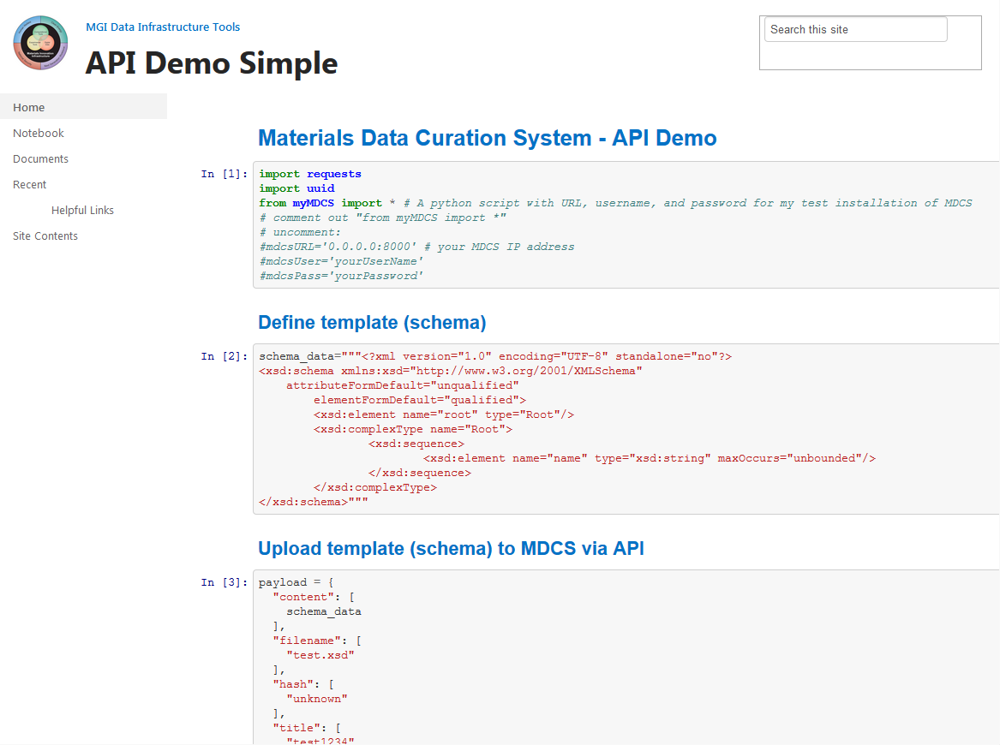 MGI Data Infrastructure Tools
API Demo Simple
Search this site
Home
Notebook
Documents
Recent
Helpful Links
Site Contents
Materials Data Curation System - API Demo
In [1]:
import requests
import uuid
from myMDCS import * # A python script with URL, username, and password for my test installation of MDCS
# comment out "from myMDCS import *"
# uncomment:
#mdcsURL='0.0.0.0:8000' # your MDCS IP address
#mdcsUser='yourUserName'
#mdcsPass='yourPassword'
Define template (schema)
In [2]:
schema_data="""<?xml version="1.0" encoding="UTF-8" standalone="no"?>
<xsd:schema xmlns:xsd="http://www.w3.org/2001/XMLSchema"
attributeFormDefault="unqualified"
elementFormDefault="qualified">
<xsd:element name="root" type="Root"/>
<xsd:complexType name="Root">
<xsd:sequence>
<xsd:element name="name" type="xsd:string" maxOccurs="unbounded"/>
</xsd:sequence>
</xsd:complexType>
</xsd:schema>"""
Upload template (schema) to MDCS via API
In [3]:
payload = {
"content": [
schema_data
],
"filename": [
"test.xsd"
],
"hash": [
"unknown"
],
"title": [
"test1234"